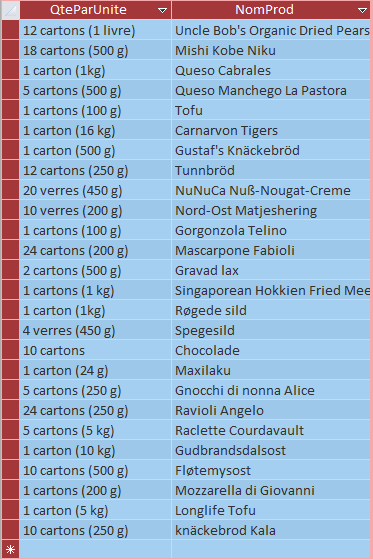 QteParUnite NomProd
12 cartons (1 livre) Uncle Bob's Organic Dried Pears
18 cartons (500 g) Mishi Kobe Niku
1 carton (1kg) Queso Cabrales
5 cartons (500 g) Queso Manchego La Pastora
1 carton (100 g) Tofu
1 carton (16 kg) Carnarvon Tigers
1 carton (500 g) Gustaf's Knäckebröd
12 cartons (250 g) Tunnbröd
20 verres (450 g) NuNuCa Nuß-Nougat-Creme
10 verres (200 g) Nord-Ost Matjeshering
1 carton (100 g) Gorgonzola Telino
24 cartons (200 g) Mascarpone Fabioli
2 cartons (500 g) Gravad lax
1 cartons (1 kg) Singaporean Hokkien Fried Mee
1 carton (1kg) Røgede sild
4 verres (450 g) Spegesild
10 cartons Chocolade
1 carton (24 g) Maxilaku
5 cartons (250 g) Gnocchi di nonna Alice
24 cartons (250 g) Ravioli Angelo
5 cartons (5 kg) Raclette Courdavault
1 carton (10 kg) Gudbrandsdalsost
10 cartons (500 g) Fløtemysost
1 cartons (200 g) Mozzarella di Giovanni
1 carton (5 kg) Longlife Tofu
10 cartons (250 g) knäckebrod Kala